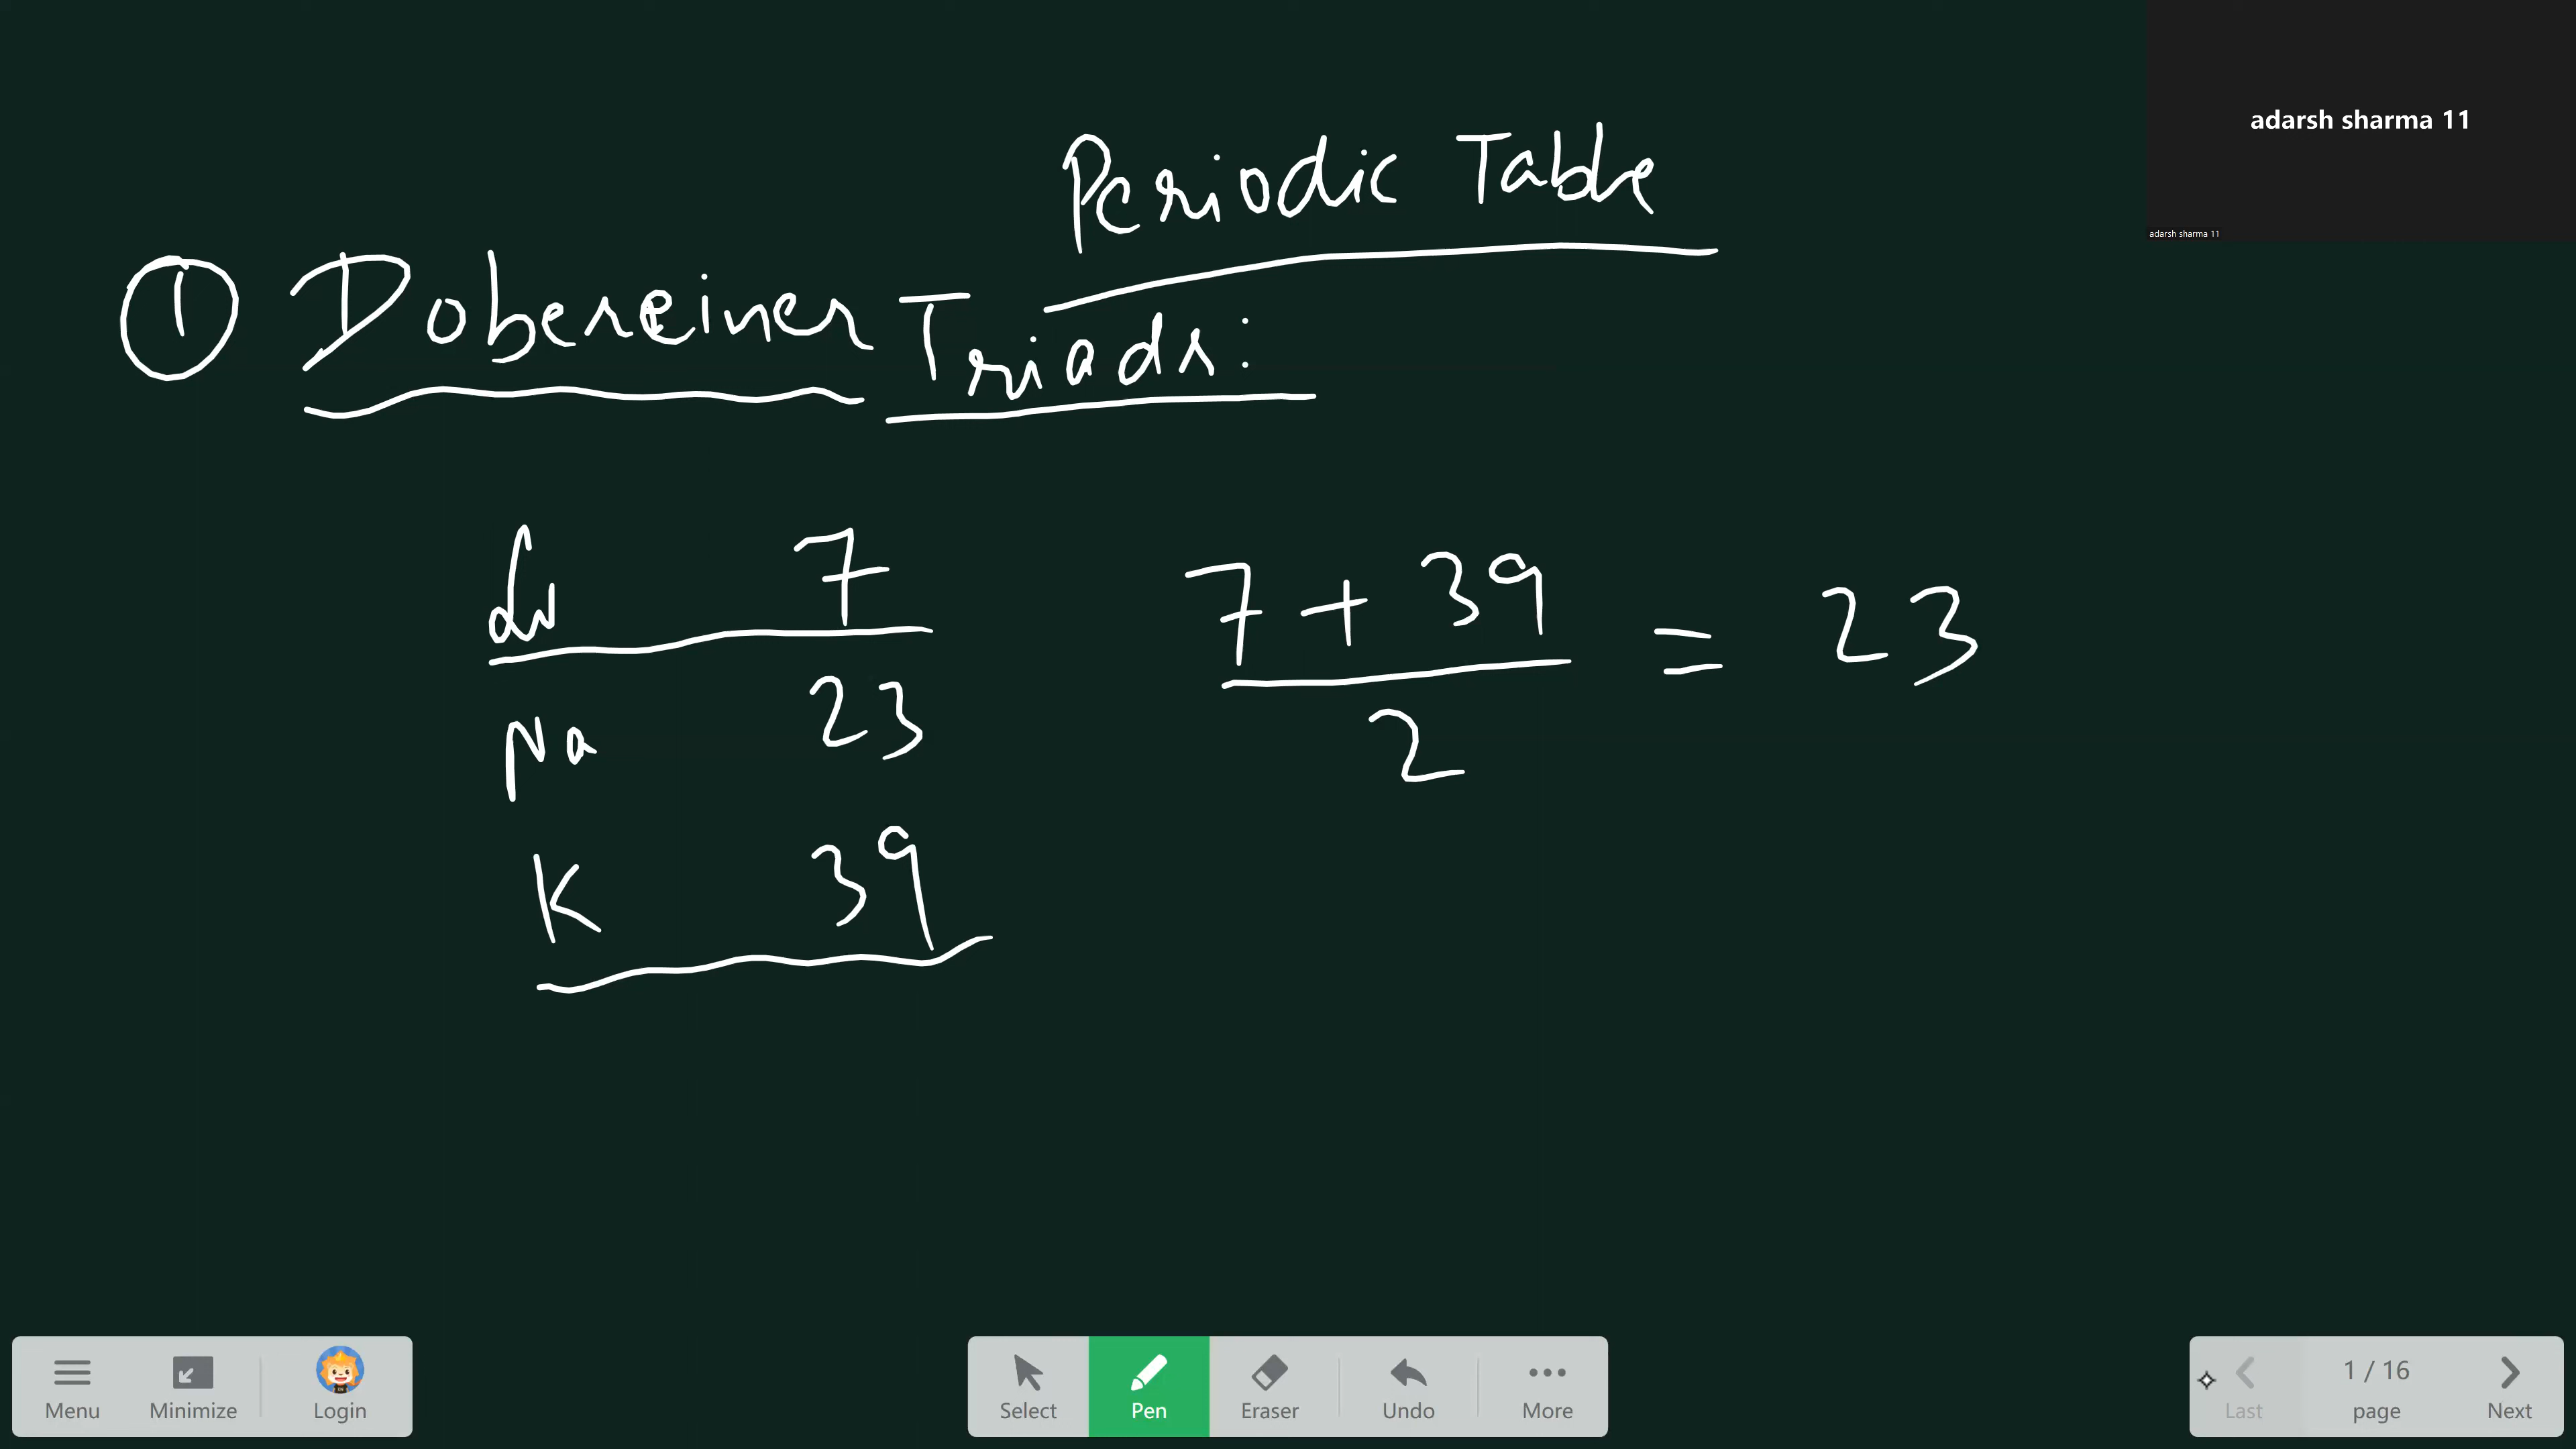 adarsh sharma 11
adarsh sharma 11
Periodic Table
① Dobereiner Triads:
Li 7
Na 23
K 39
7 + 39
2
= 23
Menu
Minimize
Login
Select
Pen
Eraser
Undo
More
Last
1 / 16
page
Next